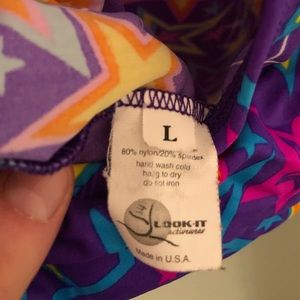 L
80% nylon/20% spandex
hand wash cold
hang to dry
do not iron
LOOK-IT
activewear
Made in U.S.A.